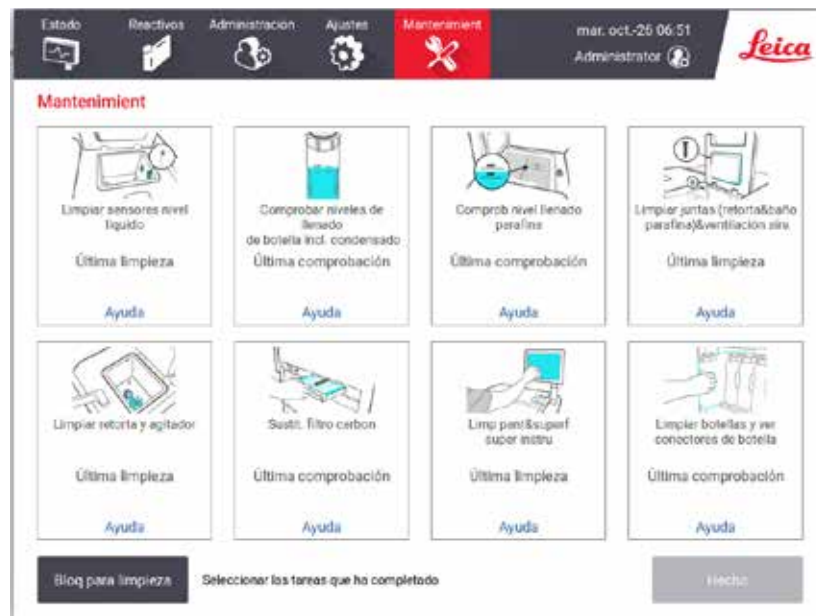 Estado
Reactivos
Administracion
Ajustes
Mantenimient
mar. oct.-26 06:51
Administrator
Leica
Mantenimient
Limpiar sensores nivel
líquido
Última limpieza
Ayuda
Comprobar niveles de
llenado
de botella incl. condensado
Última comprobación
Ayuda
Comprob nivel llenado
parafina
Última comprobación
Ayuda
Limpiar juntas (retorta&baño
parafina)&ventilacion aire
Última limpieza
Ayuda
Limpiar retorta y agitador
Última limpieza
Ayuda
Sustit. filtro carbon
Última comprobación
Ayuda
Limp pant&superf
super instru
Última limpieza
Ayuda
Limpiar botellas y ver
conectores de botella
Última comprobación
Ayuda
Bloq para limpieza
Seleccionar las tareas que ha completado
Hecho